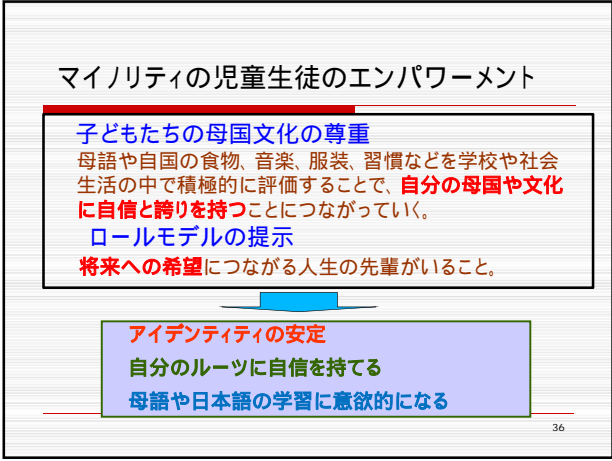 マイノリティの児童生徒のエンパワーメント
子どもたちの母国文化の尊重
母語や自国の食物、音楽、服装、習慣などを学校や社会
生活の中で積極的に評価することで、自分の母国や文化
に自信と誇りを持つことにつながっていく。
ロールモデルの提示
将来への希望につながる人生の先輩がいること。
アイデンティティの安定
自分のルーツに自信を持てる
母語や日本語の学習に意欲的になる
36